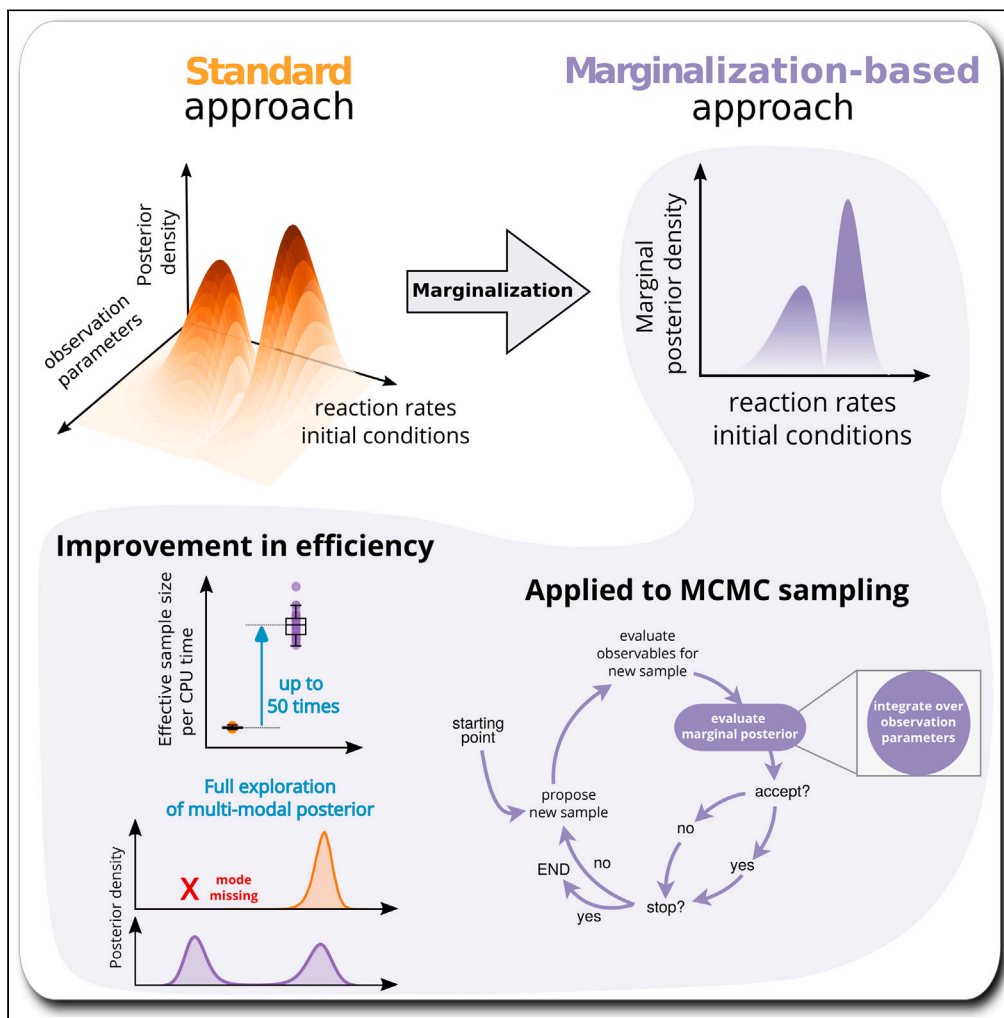 Standard
approach
Marginalization-based
approach
Posterior
density
observation
parameters
reaction rates
initial conditions
Marginalization
Marginal
posterior density
reaction rates
initial conditions
Improvement in efficiency
Effective sample size
per CPU time
up to
50 times
Full exploration
of multi-modal posterior
Posterior density
X
mode
missing
Applied to MCMC sampling
evaluate
observables for
new sample
starting
point
evaluate
marginal posterior
integrate over
observation
parameters
propose
new sample
accept?
no
yes
stop?
no
END
yes